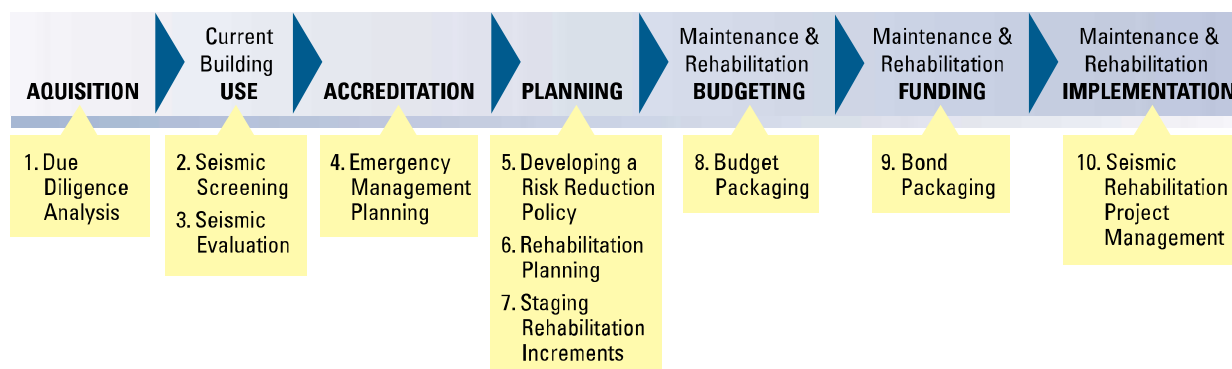 AQUISITION
Current
Building
USE
ACCREDITATION
PLANNING
Maintenance &
Rehabilitation
BUDGETING
Maintenance &
Rehabilitation
FUNDING
Maintenance &
Rehabilitation
IMPLEMENTATION
1. Due
Diligence
Analysis
2. Seismic
Screening
3. Seismic
Evaluation
4. Emergency
Management
Planning
5. Developing a
Risk Reduction
Policy
6. Rehabilitation
Planning
7. Staging
Rehabilitation
Increments
8. Budget
Packaging
9. Bond
Packaging
10. Seismic
Rehabilitation
Project
Management